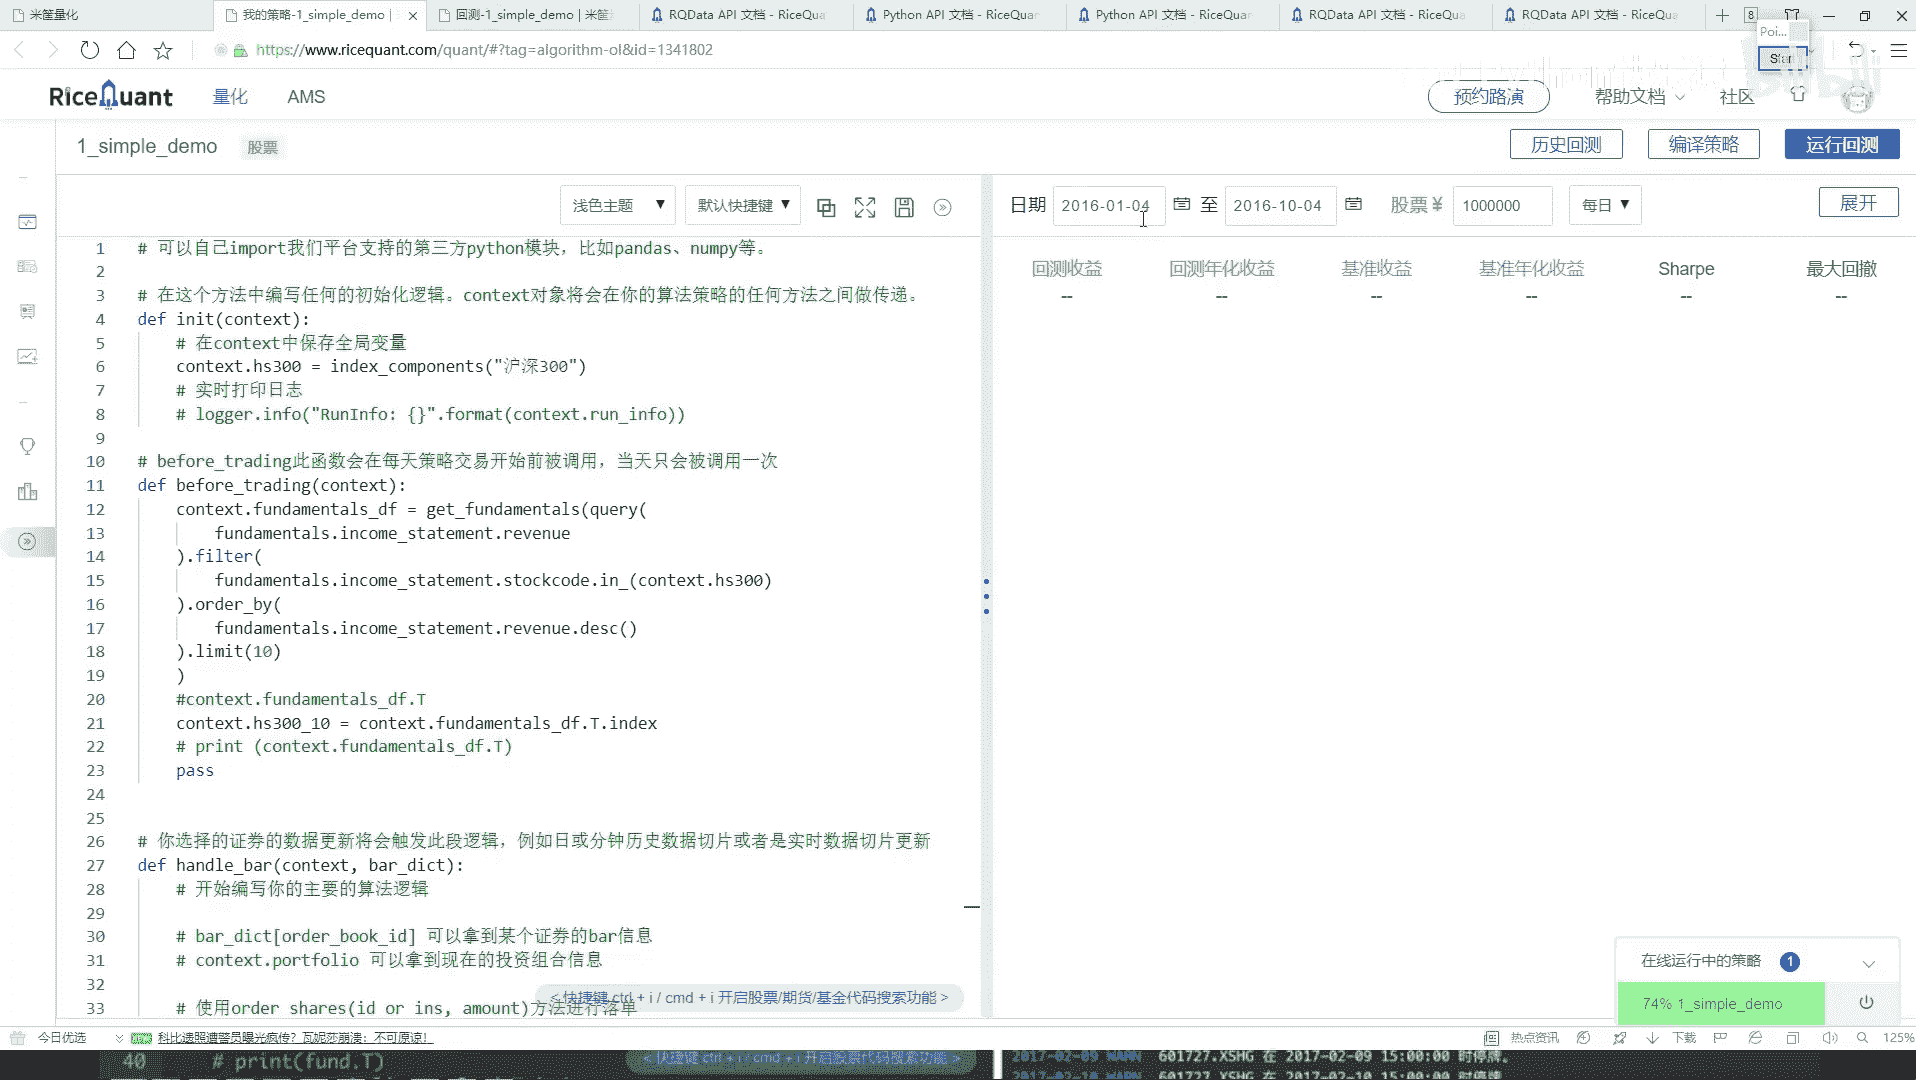 米筐量化
我的策略-1_simple_demo |
回测-1_simple_demo | 米筐
RQData API 文档 - RiceQua
Python API 文档 - RiceQuan
Python API 文档 - RiceQuan
RQData API 文档 - RiceQua
RQData API 文档 - RiceQua
8
Poi...
Start
https://www.ricequant.com/quant/#?tag=algorithm-ol&id=1341802
RiceQuant
量化
AMS
预约路演
帮助文档
社区
1_simple_demo
股票
历史回测
编译策略
运行回测
浅色主题
默认快捷键
日期
2016-01-04
至
2016-10-04
股票 ¥
1000000
每日
展开
回测收益 回测年化收益 基准收益 基准年化收益 Sharpe 最大回撤
-- -- -- -- -- --
1 # 可以自己import我们平台支持的第三方python模块，比如pandas、numpy等。
2
3 # 在这个方法中编写任何的初始化逻辑。context对象将会在你的算法策略的任何方法之间做传递。
4 def init(context):
5 # 在context中保存全局变量
6 context.hs300 = index_components("沪深300")
7 # 实时打印日志
8 # logger.info("RunInfo: {}".format(context.run_info))
9
10 # before_trading此函数会在每天策略交易开始前被调用，当天只会被调用一次
11 def before_trading(context):
12 context.fundamentals_df = get_fundamentals(query(
13 fundamentals.income_statement.revenue
14 ).filter(
15 fundamentals.income_statement.stockcode.in_(context.hs300)
16 ).order_by(
17 fundamentals.income_statement.revenue.desc()
18 ).limit(10)
19 )
20 #context.fundamentals_df.T
21 context.hs300_10 = context.fundamentals_df.T.index
22 # print (context.fundamentals_df.T)
23 pass
24
25
26 # 你选择的证券的数据更新将会触发此段逻辑，例如日或分钟历史数据切片或者是实时数据切片更新
27 def handle_bar(context, bar_dict):
28 # 开始编写你的主要的算法逻辑
29
30 # bar_dict[order_book_id] 可以拿到某个证券的bar信息
31 # context.portfolio 可以拿到现在的投资组合信息
32
33 # 使用order_shares(id_or_ins, amount)方法进行落单
< 快捷键 ctrl + i / cmd + i 开启股票/期货/基金代码搜索功能 >
在线运行中的策略 1
74% 1_simple_demo
今日优选
科比遗照遭警员曝光疯传？瓦妮莎崩溃：不可原谅！
热点资讯
下载
125%
40 # print(fund.T)
2017-02-09 WARN 601727.XSHG 在 2017-02-09 15:00:00 时停牌。
2017-02-10 WARN 601727.XSHG 在 2017-02-10 15:00:00 时停牌。